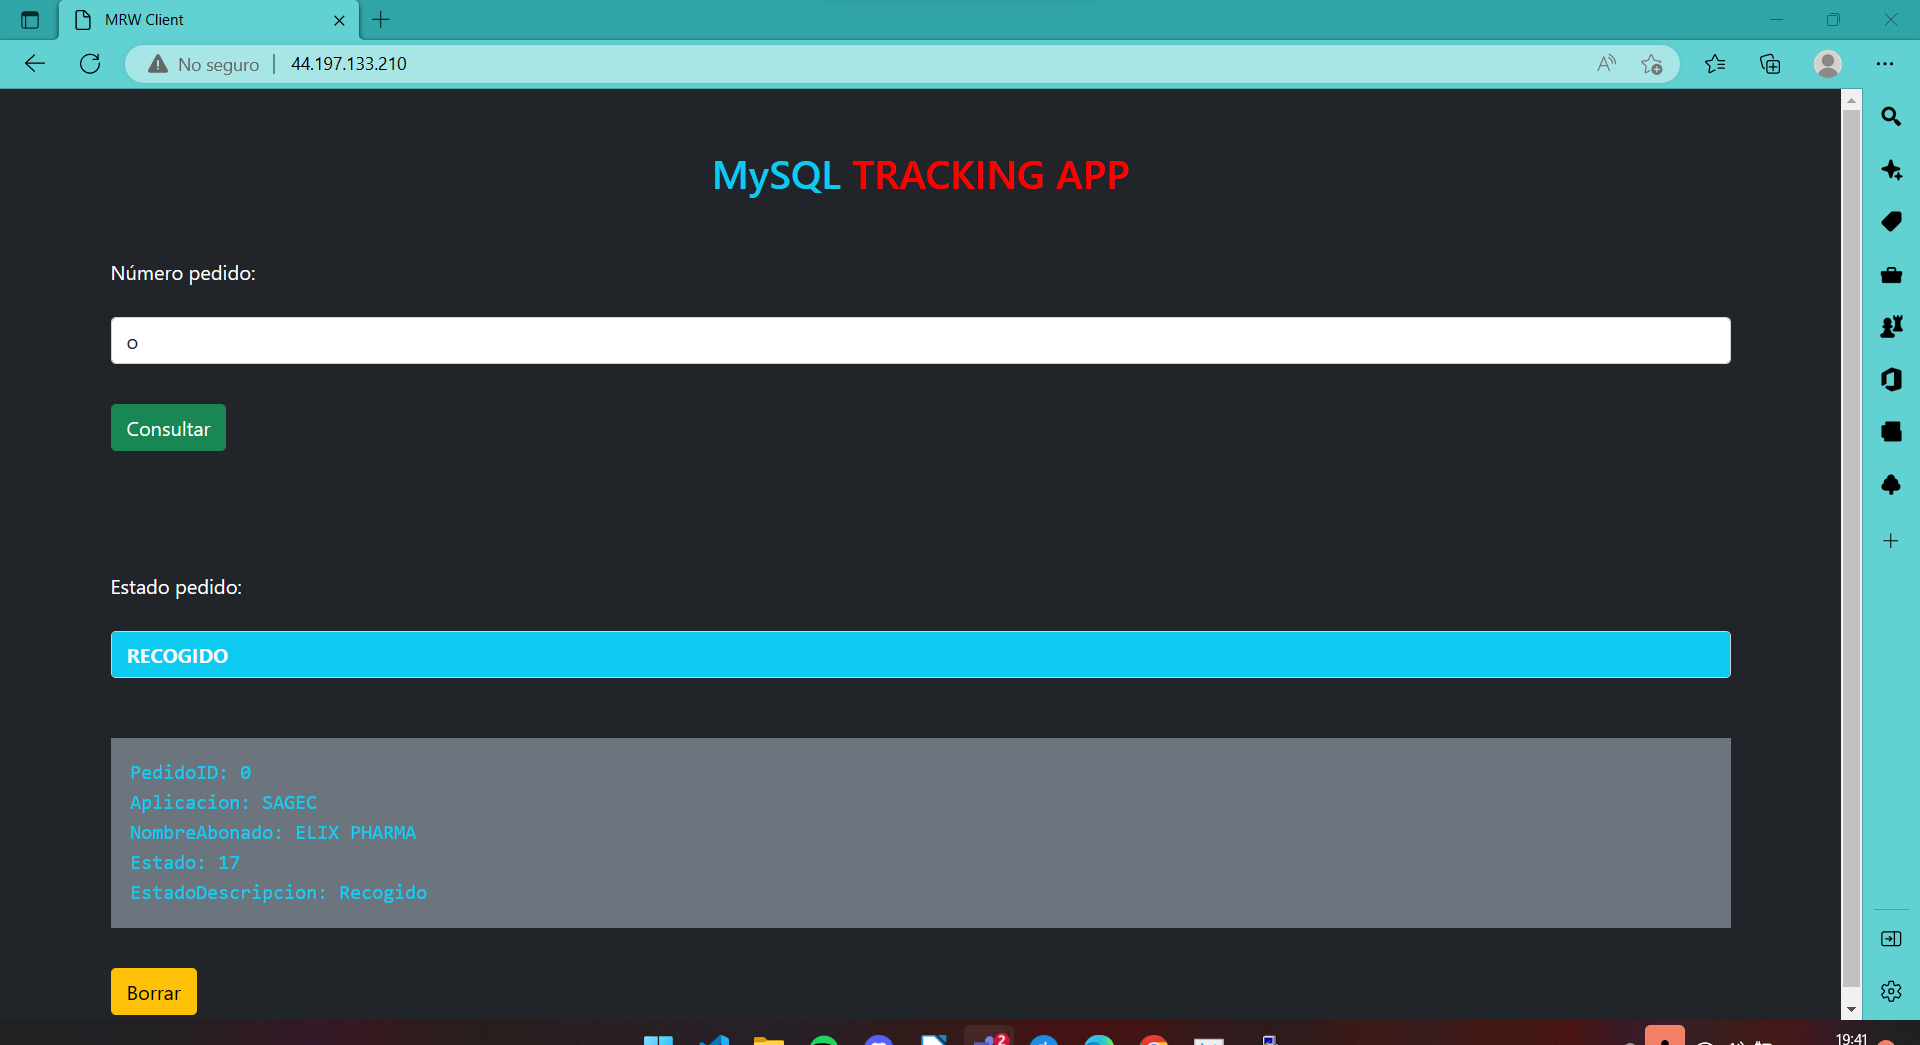 MRW Client
No seguro
44.197.133.210
MySQL TRACKING APP
Número pedido:
o
Consultar
Estado pedido:
RECOGIDO
PedidoID: 0
Aplicacion: SAGEC
NombreAbonado: ELIX PHARMA
Estado: 17
EstadoDescripcion: Recogido
Borrar
2
19:41